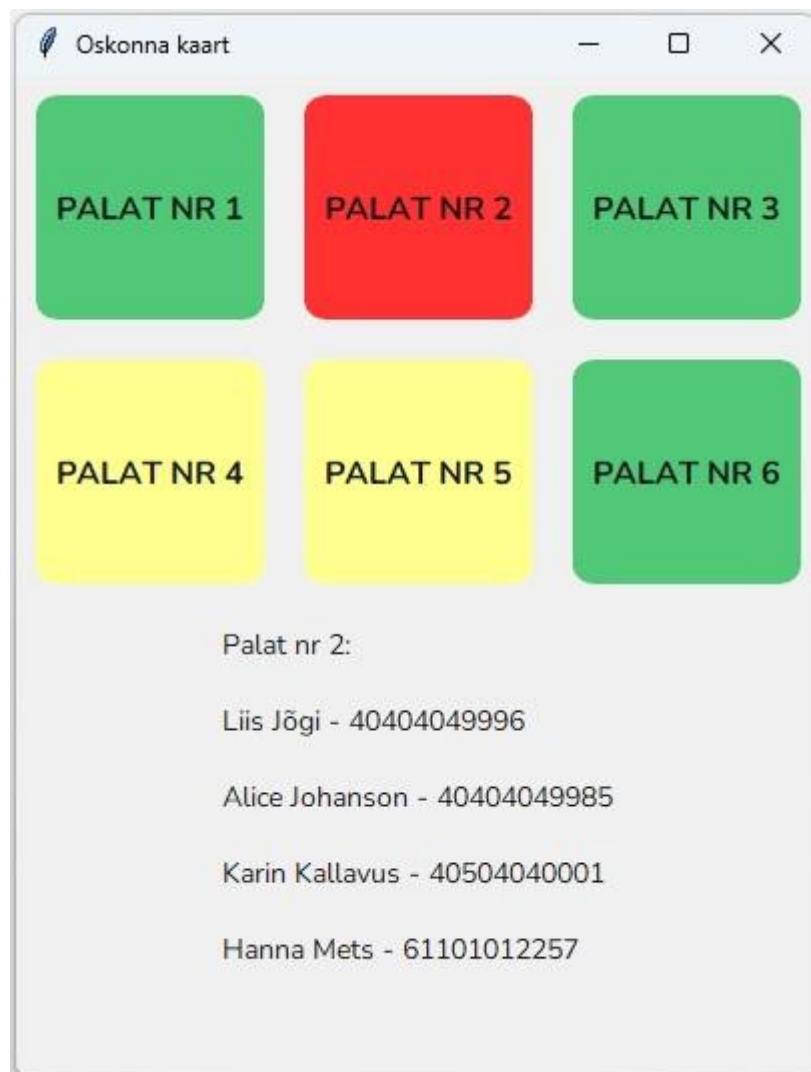 Oskonna kaart
PALAT NR 1
PALAT NR 2
PALAT NR 3
PALAT NR 4
PALAT NR 5
PALAT NR 6
Palat nr 2:
Liis Jõgi - 40404049996
Alice Johanson - 40404049985
Karin Kallavus - 40504040001
Hanna Mets - 61101012257